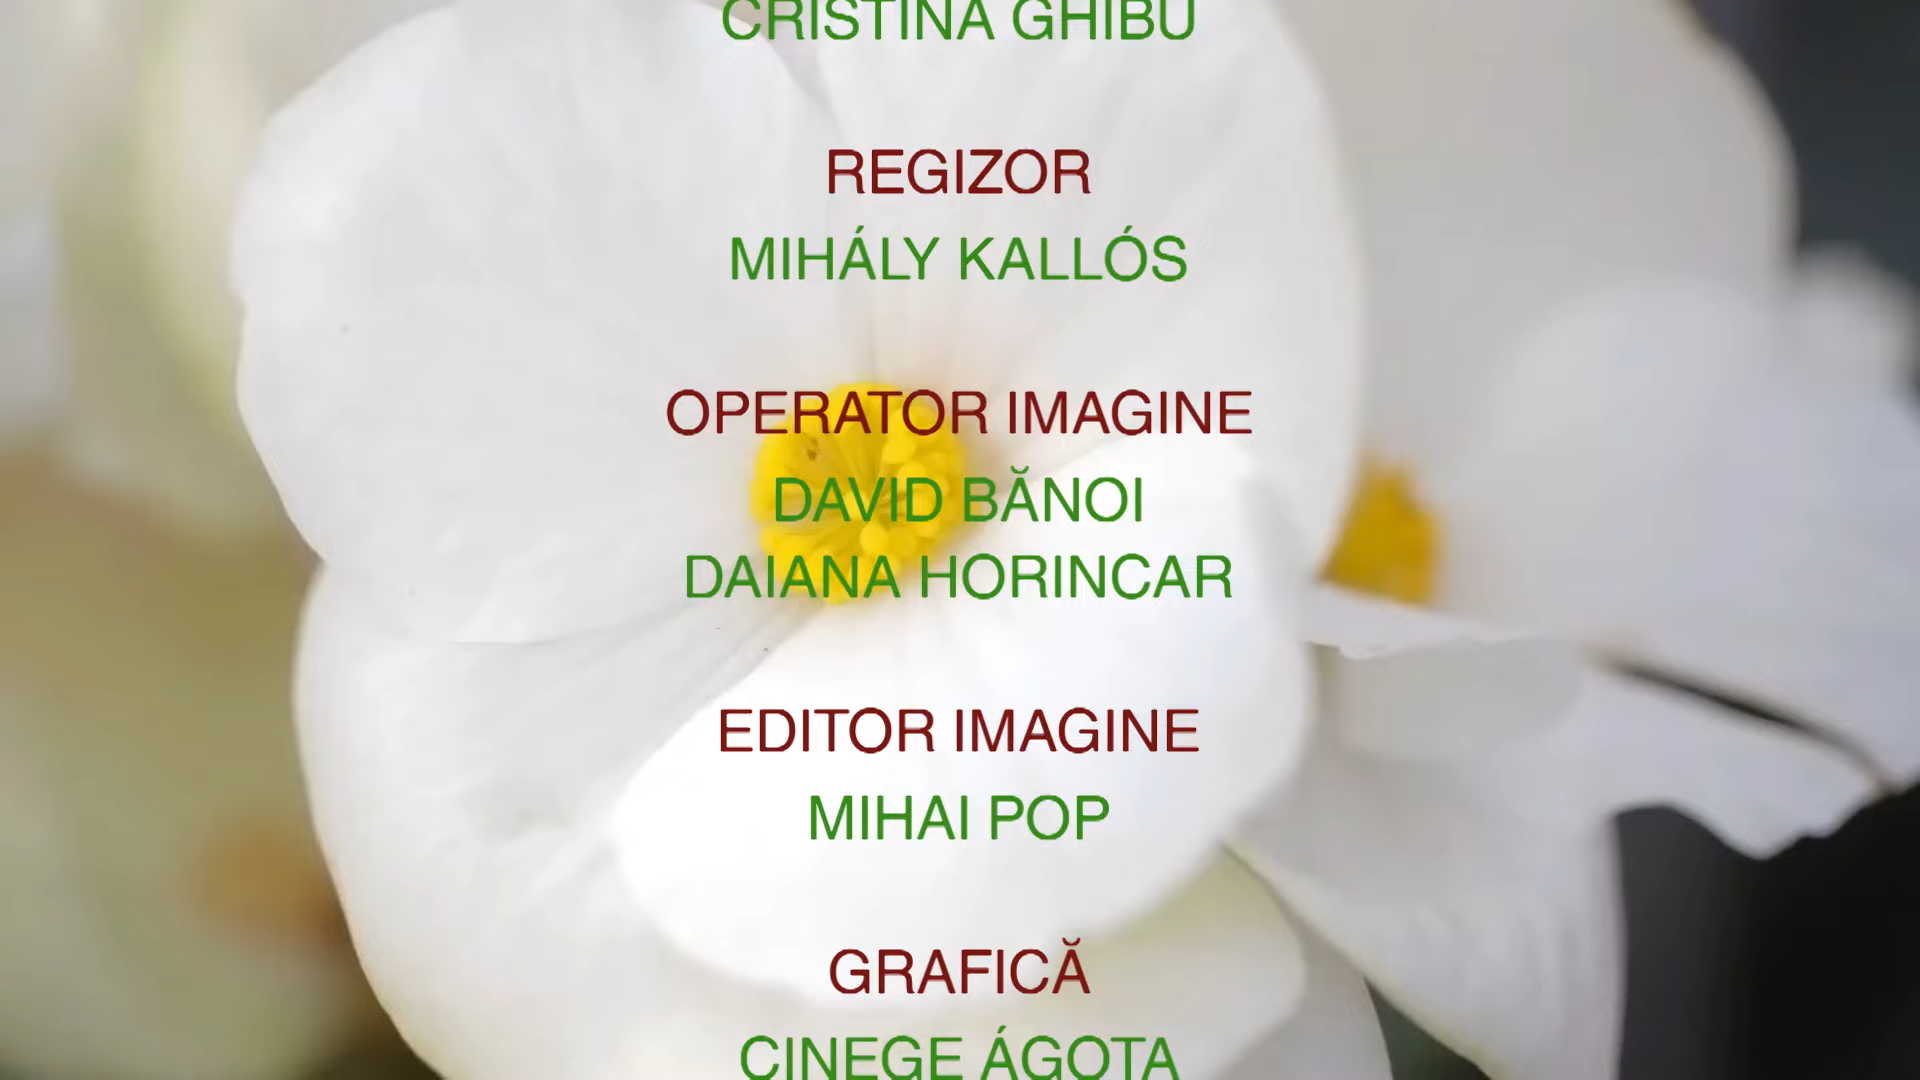 CRISTINA GHIBU
REGIZOR
MIHÁLY KALLÓS
OPERATOR IMAGINE
DAVID BĂNOI
DAIANA HORINCAR
EDITOR IMAGINE
MIHAI POP
GRAFICĂ
CINEGE ÁGOTA